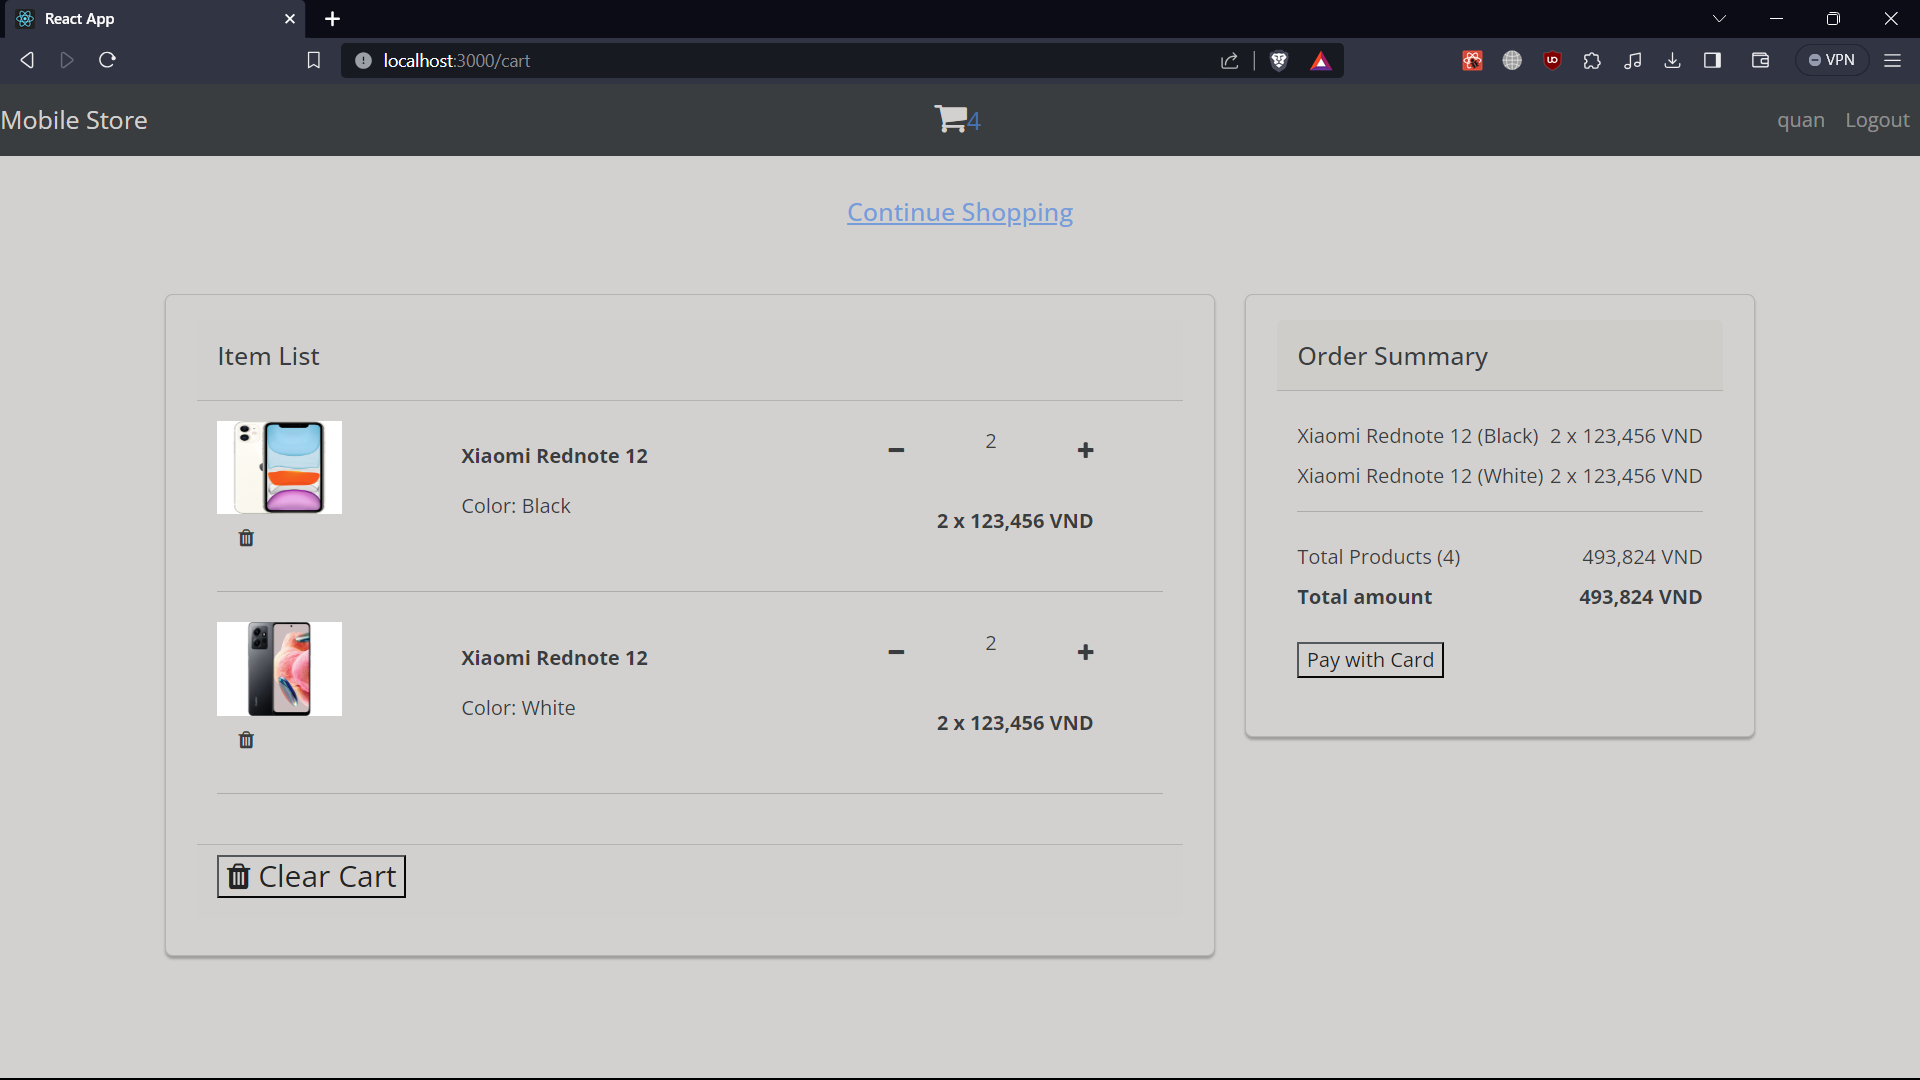 React App
localhost:3000/cart
VPN
Mobile Store
4
quan Logout
Continue Shopping
Item List
Xiaomi Rednote 12
Color: Black
2
2 x 123,456 VND
Xiaomi Rednote 12
Color: White
2
2 x 123,456 VND
Clear Cart
Order Summary
Xiaomi Rednote 12 (Black) 2 x 123,456 VND
Xiaomi Rednote 12 (White) 2 x 123,456 VND
Total Products (4) 493,824 VND
Total amount 493,824 VND
Pay with Card